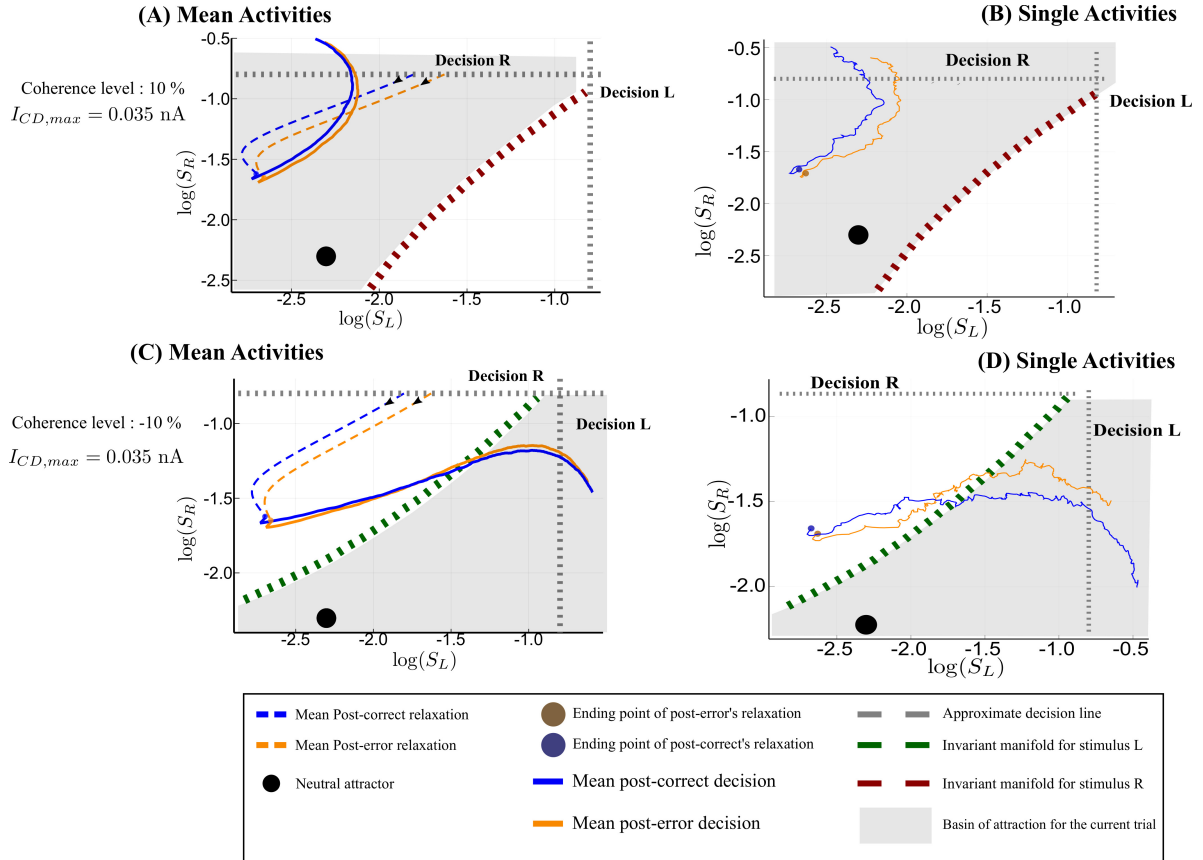 (A) Mean Activities
(B) Single Activities
Coherence level : 10 %
I_{CD,max} = 0.035 nA
-0.5
-1.0
-1.5
-2.0
-2.5
log(S_R)
Decision R
Decision L
-2.5
-2.0
-1.5
-1.0
log(S_L)
-0.5
-1.0
-1.5
-2.0
-2.5
log(S_R)
Decision R
Decision L
-2.5
-2.0
-1.5
-1.0
log(S_L)
(C) Mean Activities
(D) Single Activities
Coherence level : -10 %
I_{CD,max} = 0.035 nA
Decision R
Decision L
-1.0
-1.5
-2.0
log(S_R)
-2.5
-2.0
-1.5
-1.0
log(S_L)
Decision R
Decision L
-1.0
-1.5
-2.0
log(S_R)
-2.5
-2.0
-1.5
-1.0
-0.5
log(S_L)
Mean Post-correct relaxation
Mean Post-error relaxation
Neutral attractor
Ending point of post-error's relaxation
Ending point of post-correct's relaxation
Mean post-correct decision
Mean post-error decision
Approximate decision line
Invariant manifold for stimulus L
Invariant manifold for stimulus R
Basin of attraction for the current trial